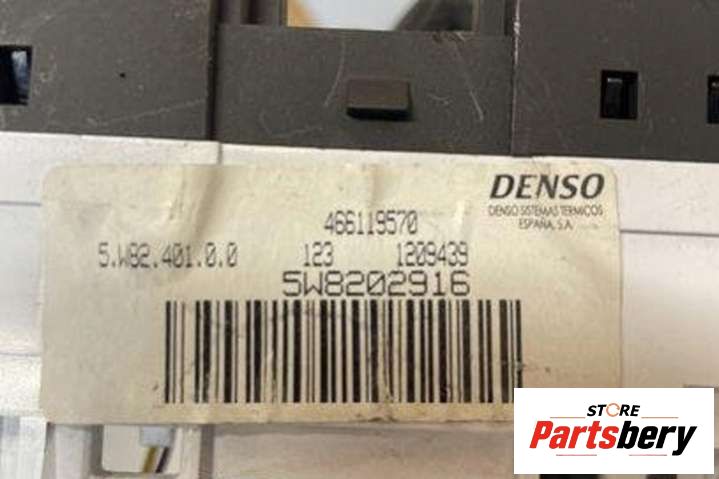 DENSO
DENSO SISTEMAS TERMICOS
ESPAÑA, S.A.
466119570
5.W82.401.0.0 123 1209439
5W8202916
STORE
Partsbery